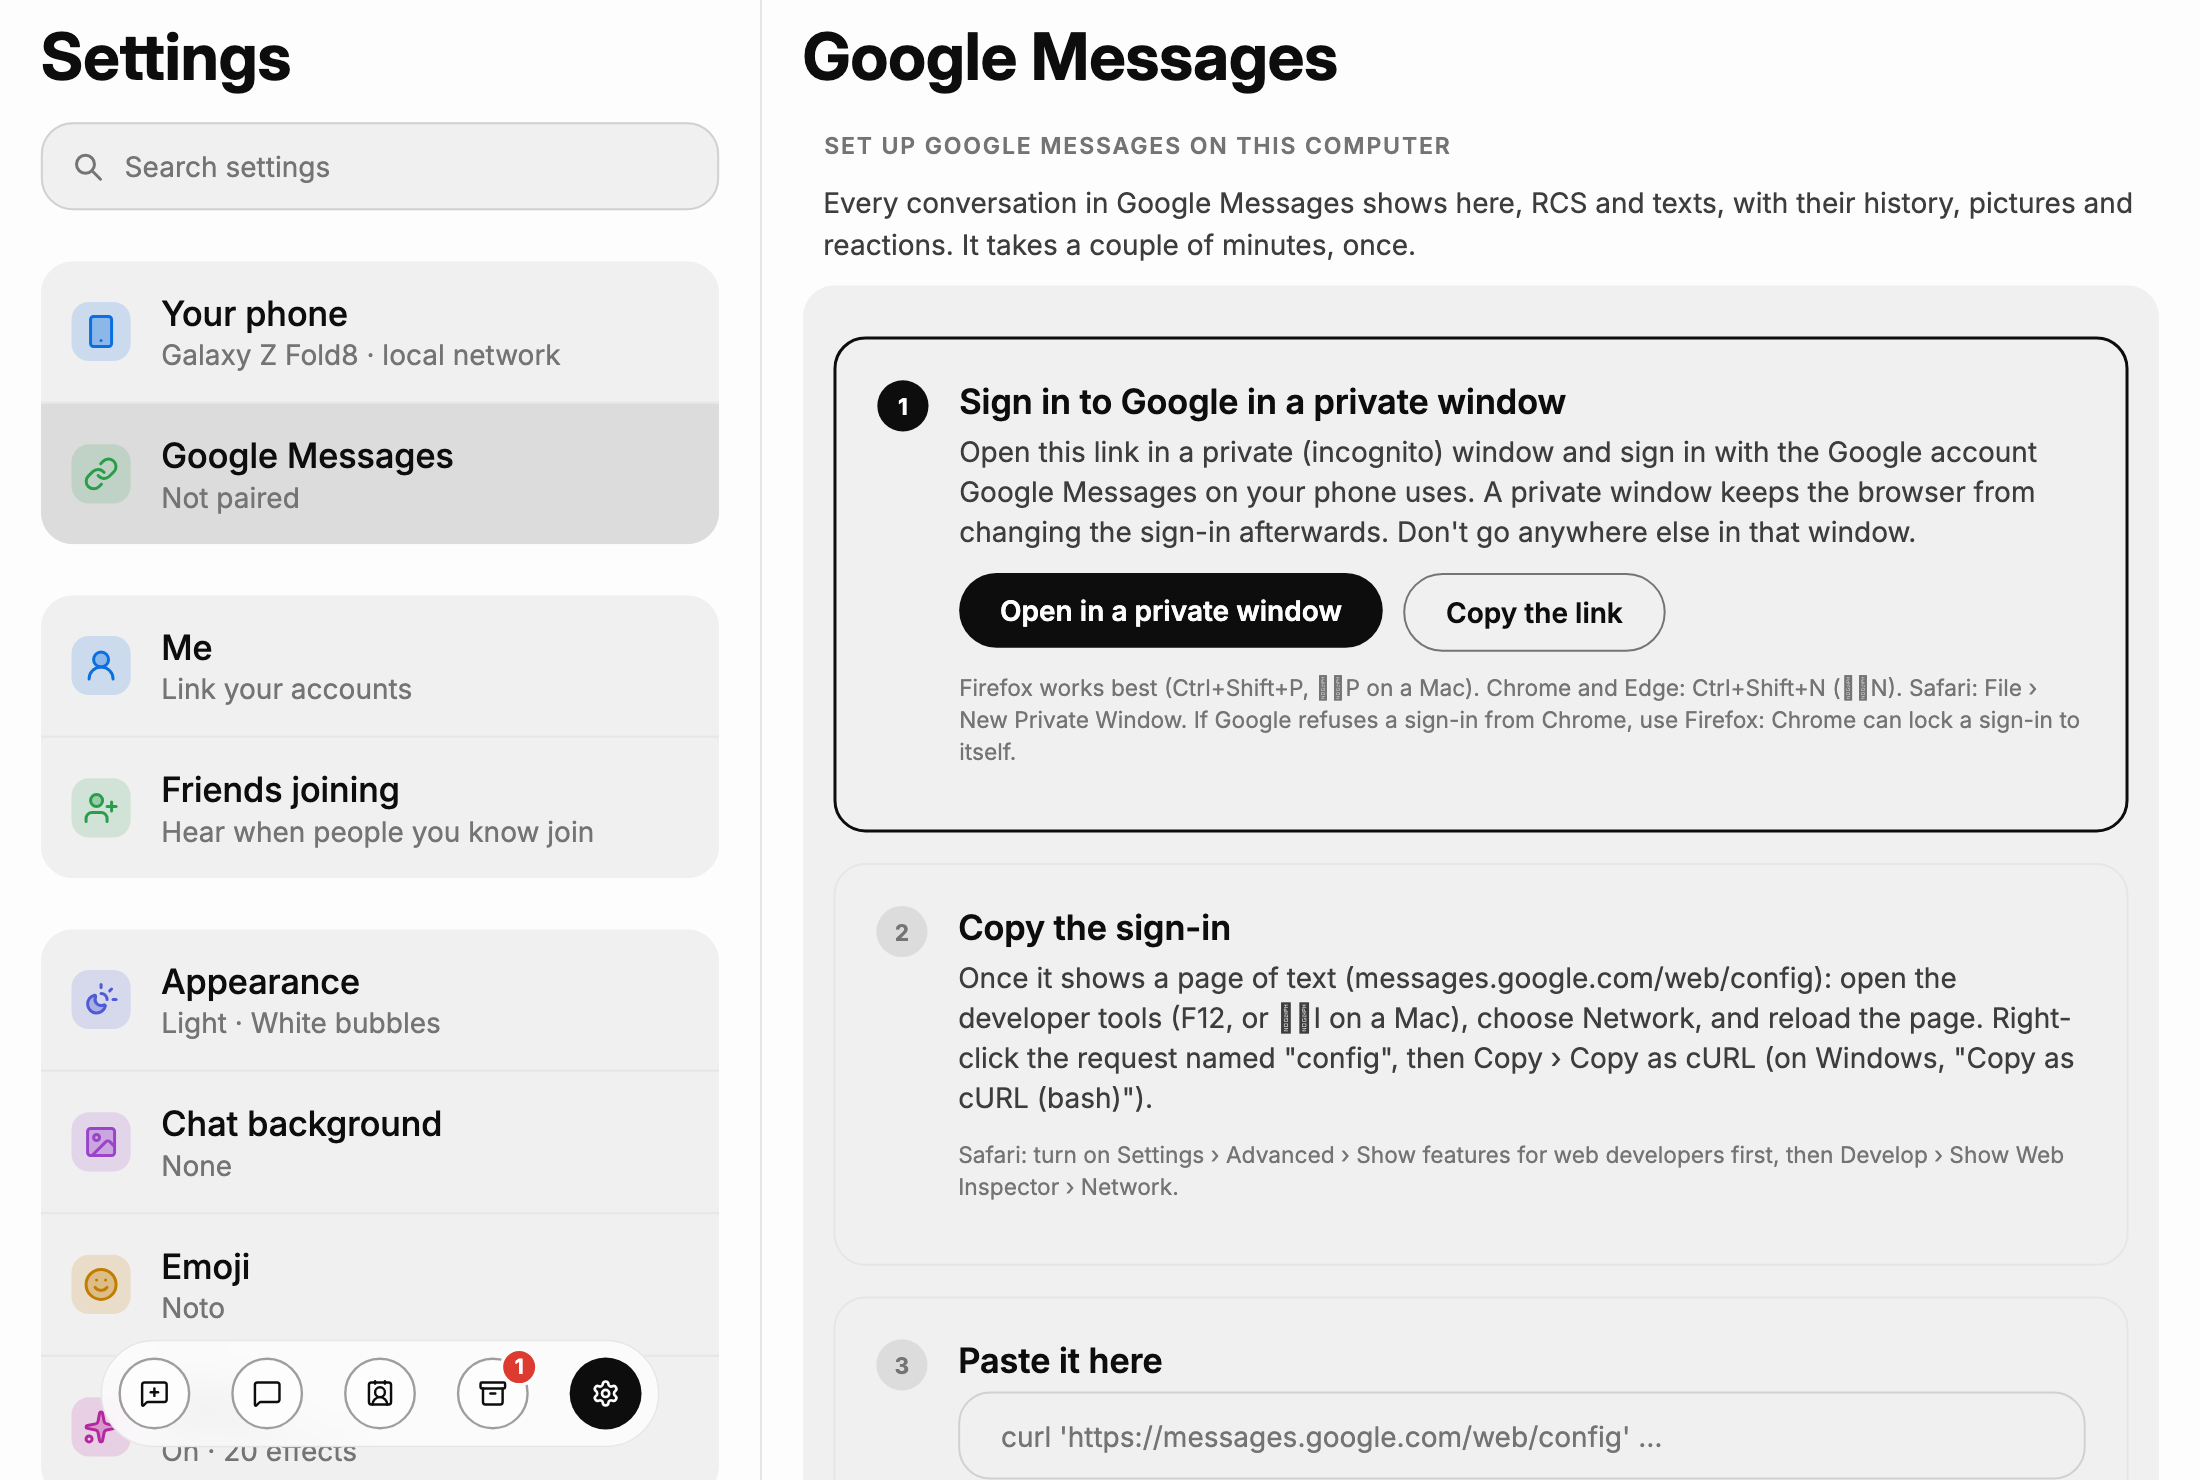 Settings
Search settings
Your phone
Galaxy Z Fold8 · local network
Google Messages
Not paired
Me
Link your accounts
Friends joining
Hear when people you know join
Appearance
Light · White bubbles
Chat background
None
Emoji
Noto
On · 20 effects
1
Google Messages
SET UP GOOGLE MESSAGES ON THIS COMPUTER
Every conversation in Google Messages shows here, RCS and texts, with their history, pictures and
reactions. It takes a couple of minutes, once.
1
Sign in to Google in a private window
Open this link in a private (incognito) window and sign in with the Google account
Google Messages on your phone uses. A private window keeps the browser from
changing the sign-in afterwards. Don't go anywhere else in that window.
Open in a private window
Copy the link
Firefox works best (Ctrl+Shift+P, P on a Mac). Chrome and Edge: Ctrl+Shift+N (N). Safari: File ›
New Private Window. If Google refuses a sign-in from Chrome, use Firefox: Chrome can lock a sign-in to
itself.
2
Copy the sign-in
Once it shows a page of text (messages.google.com/web/config): open the
developer tools (F12, or I on a Mac), choose Network, and reload the page. Right-
click the request named "config", then Copy › Copy as cURL (on Windows, "Copy as
cURL (bash)").
Safari: turn on Settings › Advanced › Show features for web developers first, then Develop › Show Web
Inspector › Network.
3
Paste it here
curl 'https://messages.google.com/web/config' ...